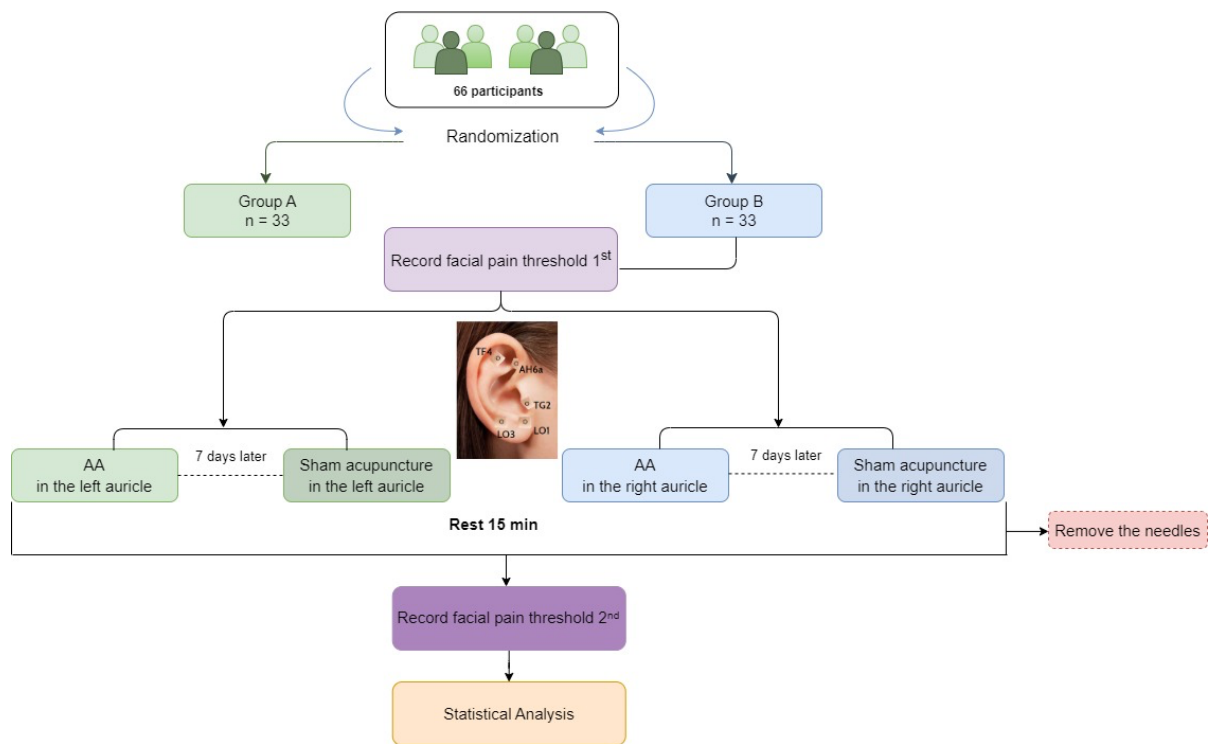 66 participants
Randomization
Group A
n = 33
Group B
n = 33
Record facial pain threshold 1st
TF4
AH6a
TG2
LO3
LO1
AA
in the left auricle
7 days later
Sham acupuncture
in the left auricle
AA
in the right auricle
7 days later
Sham acupuncture
in the right auricle
Rest 15 min
Remove the needles
Record facial pain threshold 2nd
Statistical Analysis